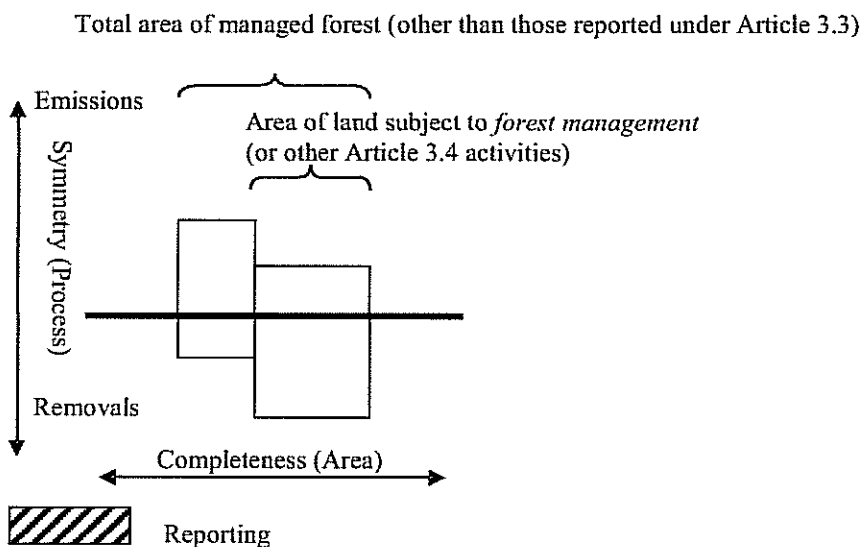 Total area of managed forest (other than those reported under Article 3.3)
Emissions
Area of land subject to forest management
(or other Article 3.4 activities)
Symmetry (Process)
Removals
Completeness (Area)
Reporting